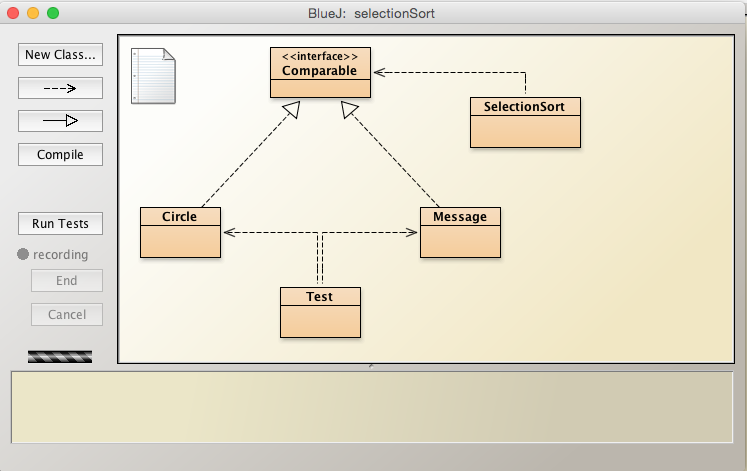 BlueJ: selectionSort
New Class...
Compile
Run Tests
recording
End
Cancel
<<interface>>
Comparable
SelectionSort
Circle
Message
Test